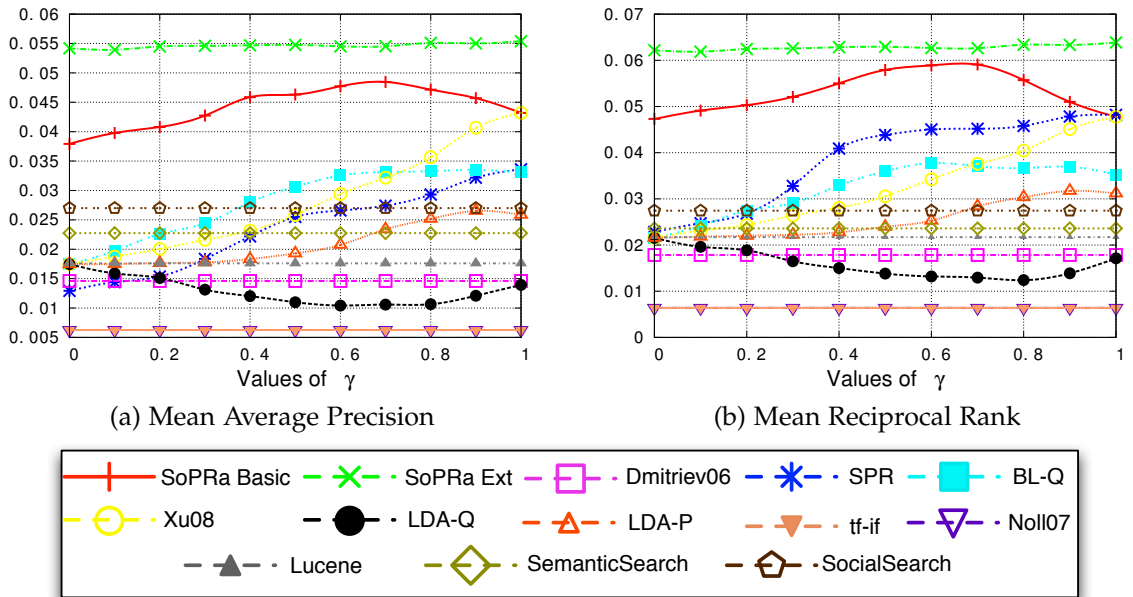 0. 06
0. 055
0. 05
0. 045
0. 04
0. 035
0. 03
0. 025
0. 02
0. 015
0. 01
0. 005
0 0. 2 0. 4 0. 6 0. 8 1
Values of γ
(a) Mean Average Precision
0. 07
0. 06
0. 05
0. 04
0. 03
0. 02
0. 01
0
0 0. 2 0. 4 0. 6 0. 8 1
Values of γ
(b) Mean Reciprocal Rank
SoPRa Basic SoPRa Ext Dmitriev06 SPR BL-Q
Xu08 LDA-Q LDA-P tf-if Noll07
Lucene SemanticSearch SocialSearch